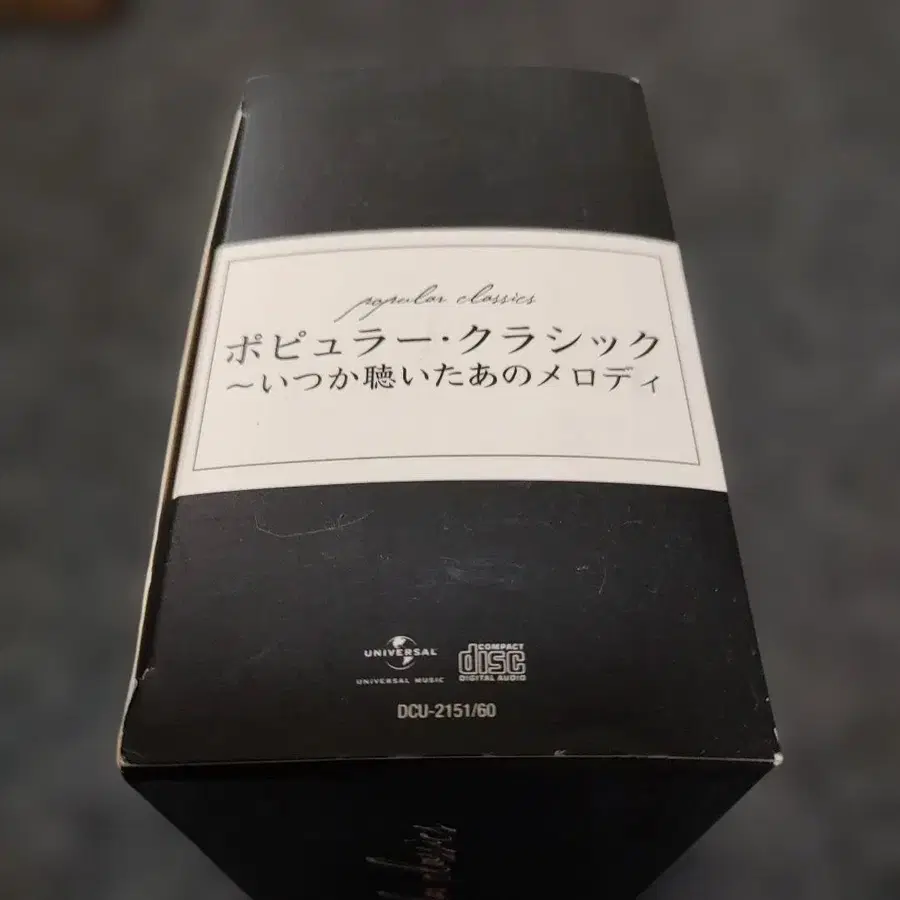 popular classics
ポピュラー・クラシック
～いつか聴いたあのメロディ
UNIVERSAL
UNIVERSAL MUSIC
COMPACT
disc
DIGITAL AUDIO
DCU-2151/60